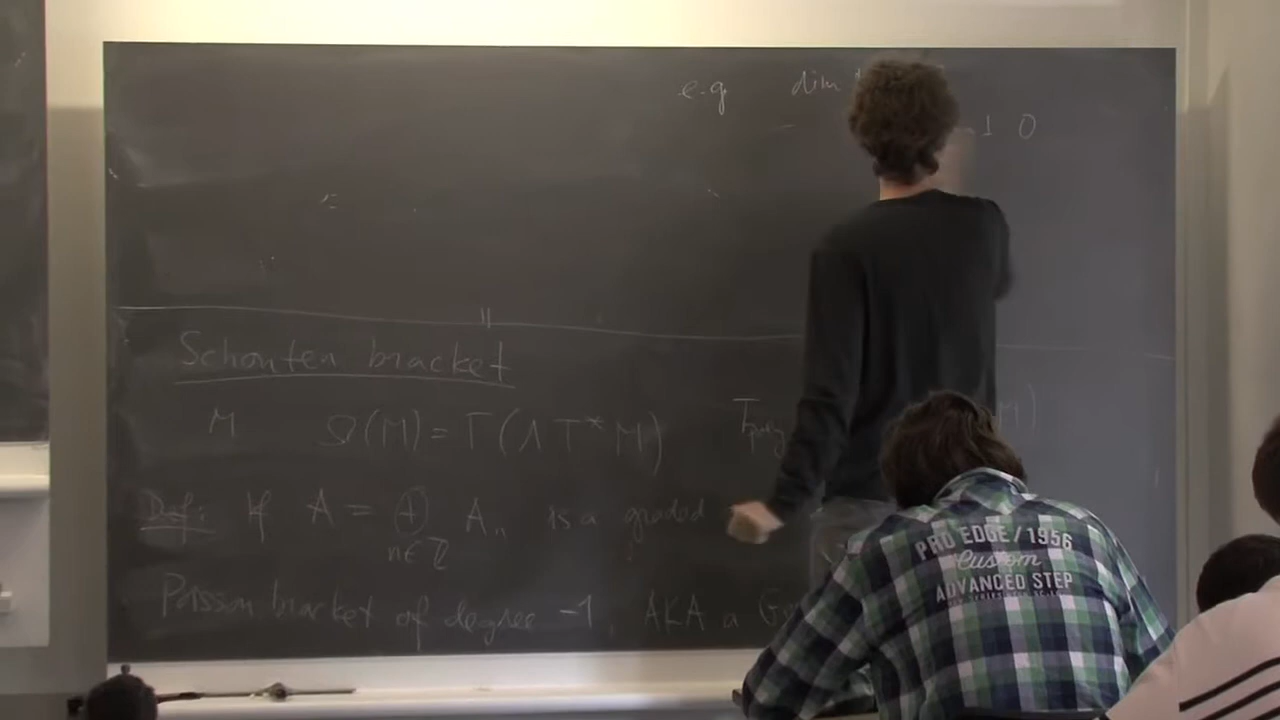 e.g dim
-1 0
Schouten bracket
M Ω(M) = Γ(Λ T*M) M)
Def: If A = ⊕ A_n is a graded
n∈ℤ
Poisson bracket of degree -1, AKA a Ge
PRO EDGE/1956
Custom
ADVANCED STEP